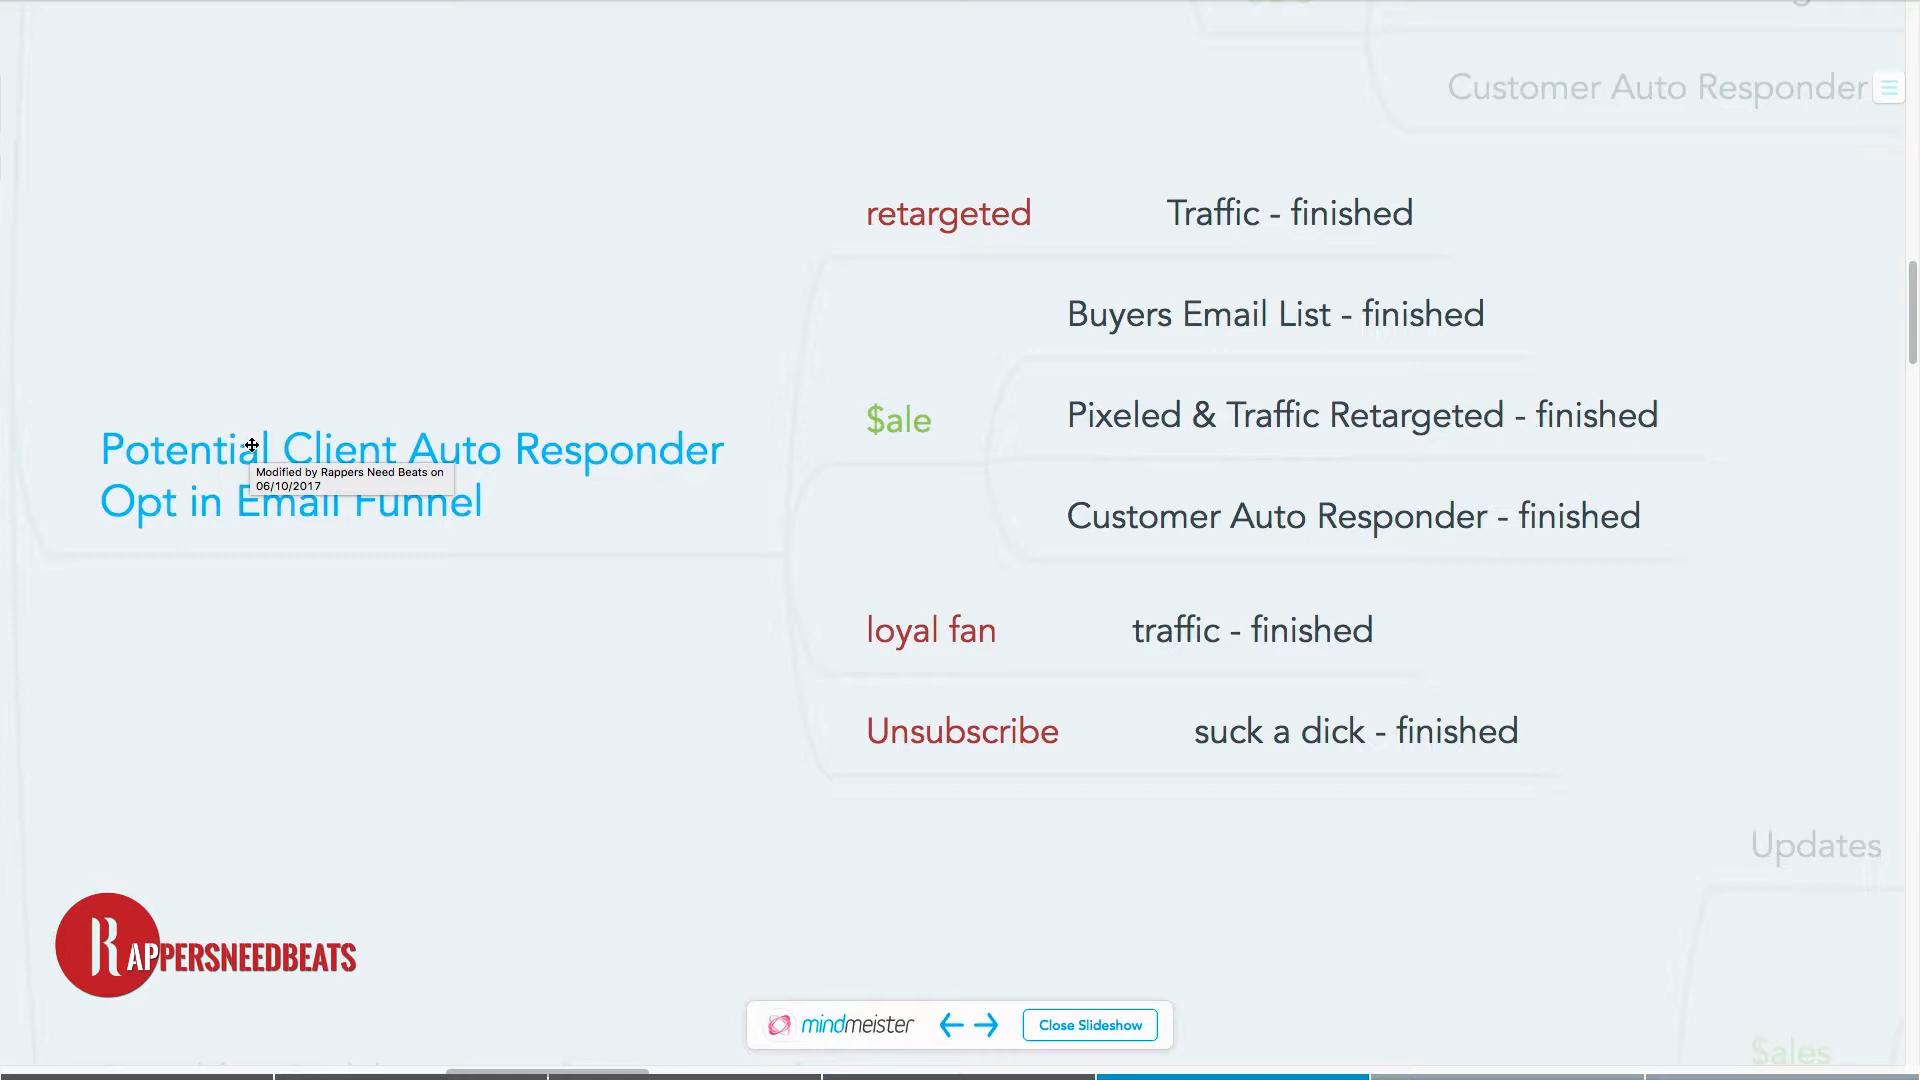 Customer Auto Responder
retargeted
Traffic - finished
Buyers Email List - finished
$ale
Pixeled & Traffic Retargeted - finished
Potential Client Auto Responder
Modified by Rappers Need Beats on
06/10/2017
Opt in Email Funnel
Customer Auto Responder - finished
loyal fan
traffic - finished
Unsubscribe
suck a dick - finished
Updates
RAPPERSNEEDBEATS
mindmeister
Close Slideshow
$ales